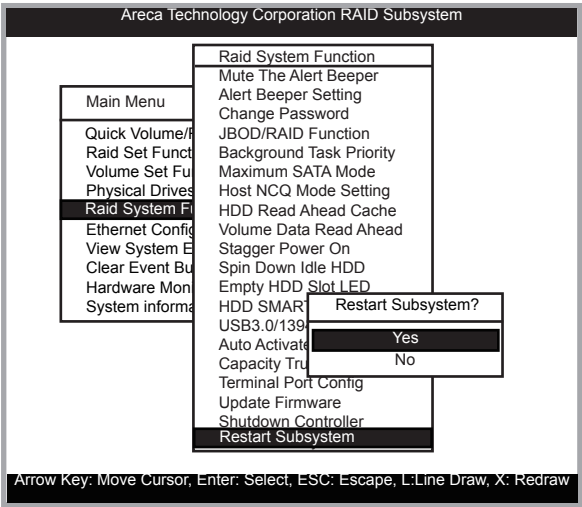 Areca Technology Corporation RAID Subsystem
Main Menu
Quick Volume/
Raid Set Funct
Volume Set Fu
Physical Drives
Raid System F
Ethernet Config
View System E
Clear Event Bu
Hardware Mon
System informa
Raid System Function
Mute The Alert Beeper
Alert Beeper Setting
Change Password
JBOD/RAID Function
Background Task Priority
Maximum SATA Mode
Host NCQ Mode Setting
HDD Read Ahead Cache
Volume Data Read Ahead
Stagger Power On
Spin Down Idle HDD
Empty HDD Slot LED
HDD SMART
USB3.0/139
Auto Activate
Capacity Tru
Terminal Port Config
Update Firmware
Shutdown Controller
Restart Subsystem
Restart Subsystem?
Yes
No
Arrow Key: Move Cursor, Enter: Select, ESC: Escape, L:Line Draw, X: Redraw